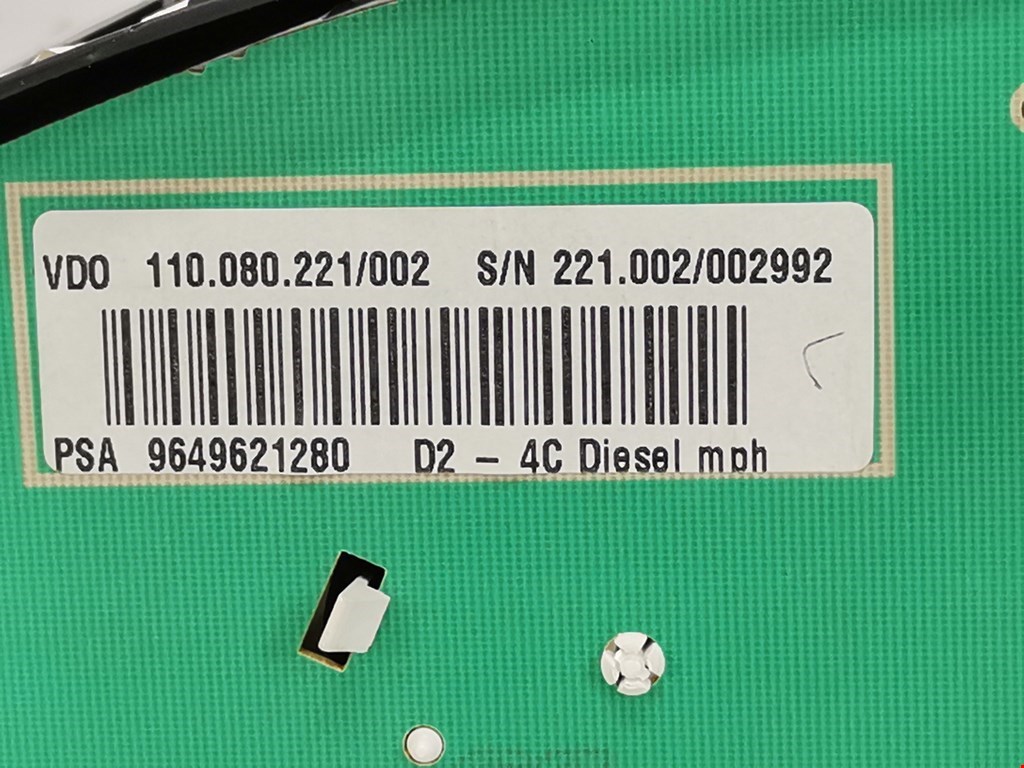 VDO 110.080.221/002 S/N 221.002/002992
PSA 9649621280 D2 - 4C Diesel mph